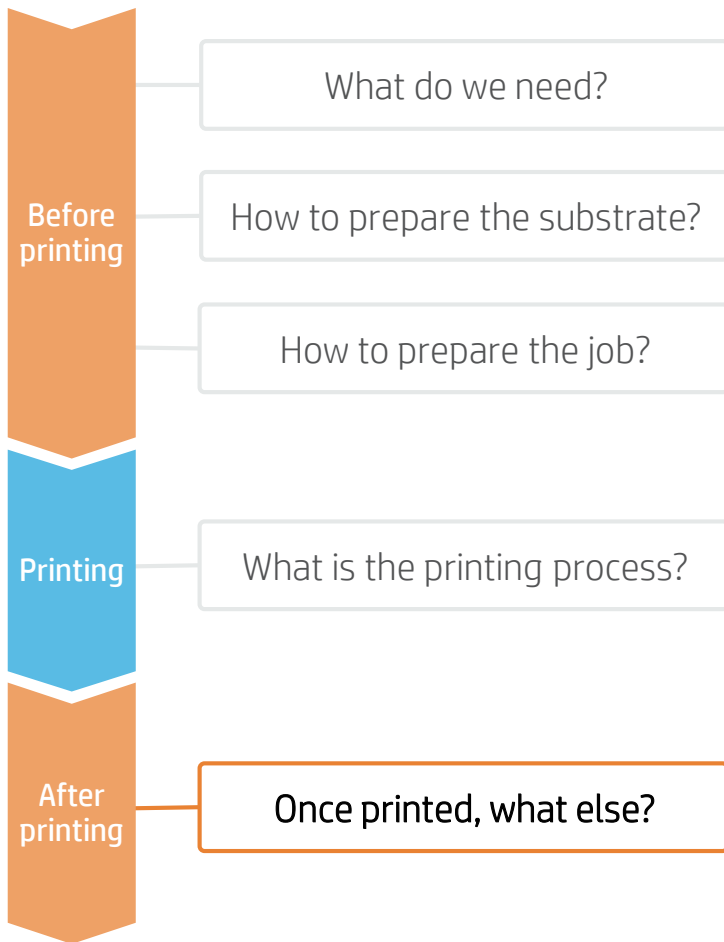 What do we need?
Before
printing
How to prepare the substrate?
How to prepare the job?
Printing
What is the printing process?
After
printing
Once printed, what else?